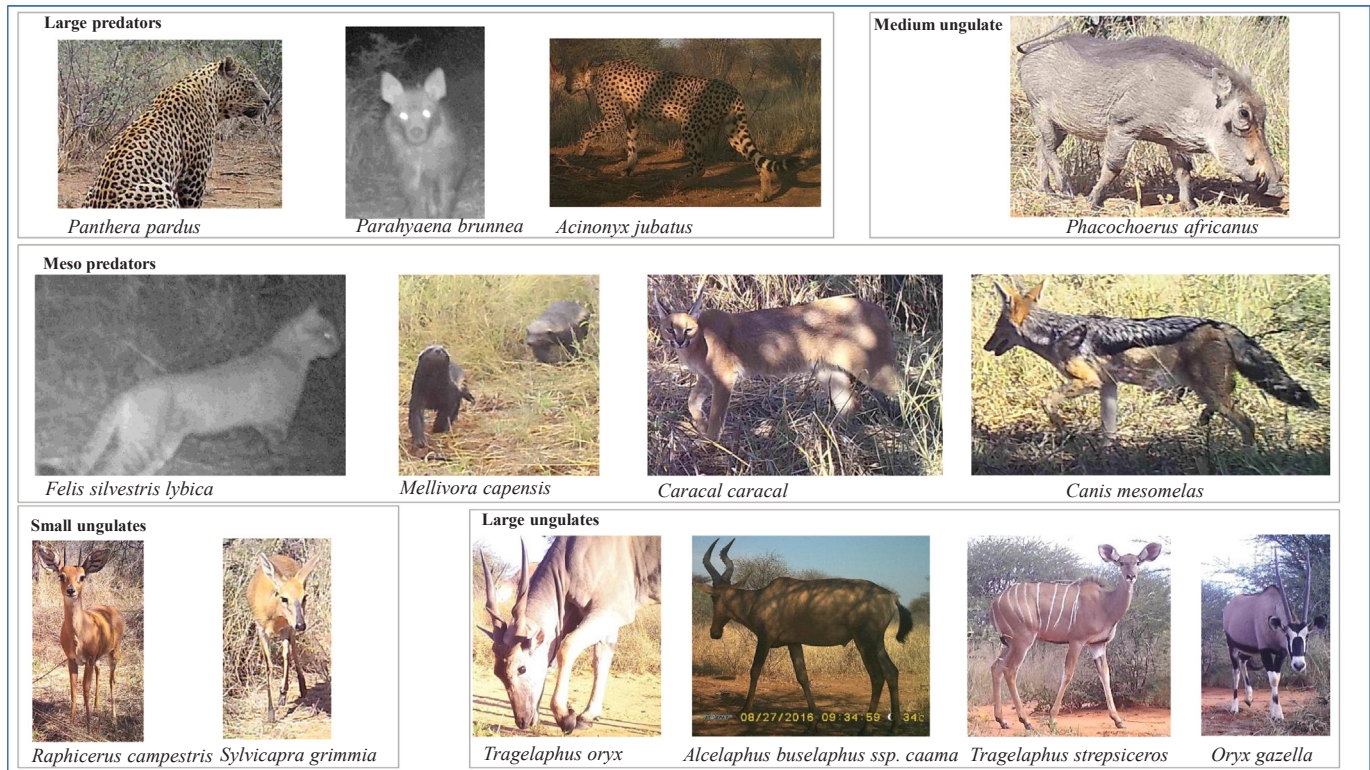 Large predators
Medium ungulate
Panthera pardus
Parahyaena brunnea
Acinonyx jubatus
Phacochoerus africanus
Meso predators
Felis silvestris lybica
Mellivora capensis
Caracal caracal
Canis mesomelas
Small ungulates
Large ungulates
08/27/2016 09:34:59
34c
Raphicerus campestris
Sylvicapra grimmia
Tragelaphus oryx
Alcelaphus buselaphus ssp. caama
Tragelaphus strepsiceros
Oryx gazella